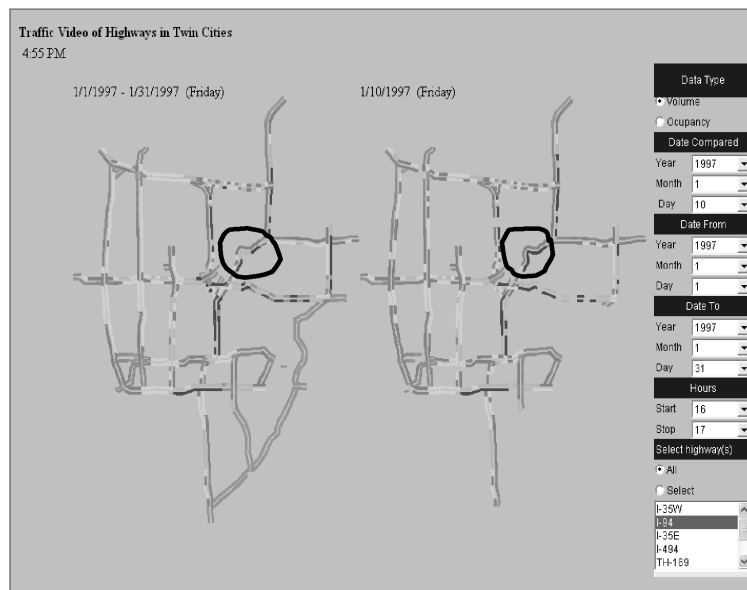 Traffic Video of Highways in Twin Cities
4:55 PM
1/1/1997 - 1/31/1997 (Friday)
1/10/1997 (Friday)
Data Type
Volume
Ocupancy
Date Compared
Year 1997
Month 1
Day 10
Date From
Year 1997
Month 1
Day 1
Date To
Year 1997
Month 1
Day 31
Hours
Start 16
Stop 17
Select highway(s)
All
Select
I-35W
I-94
I-35E
I-494
TH-169